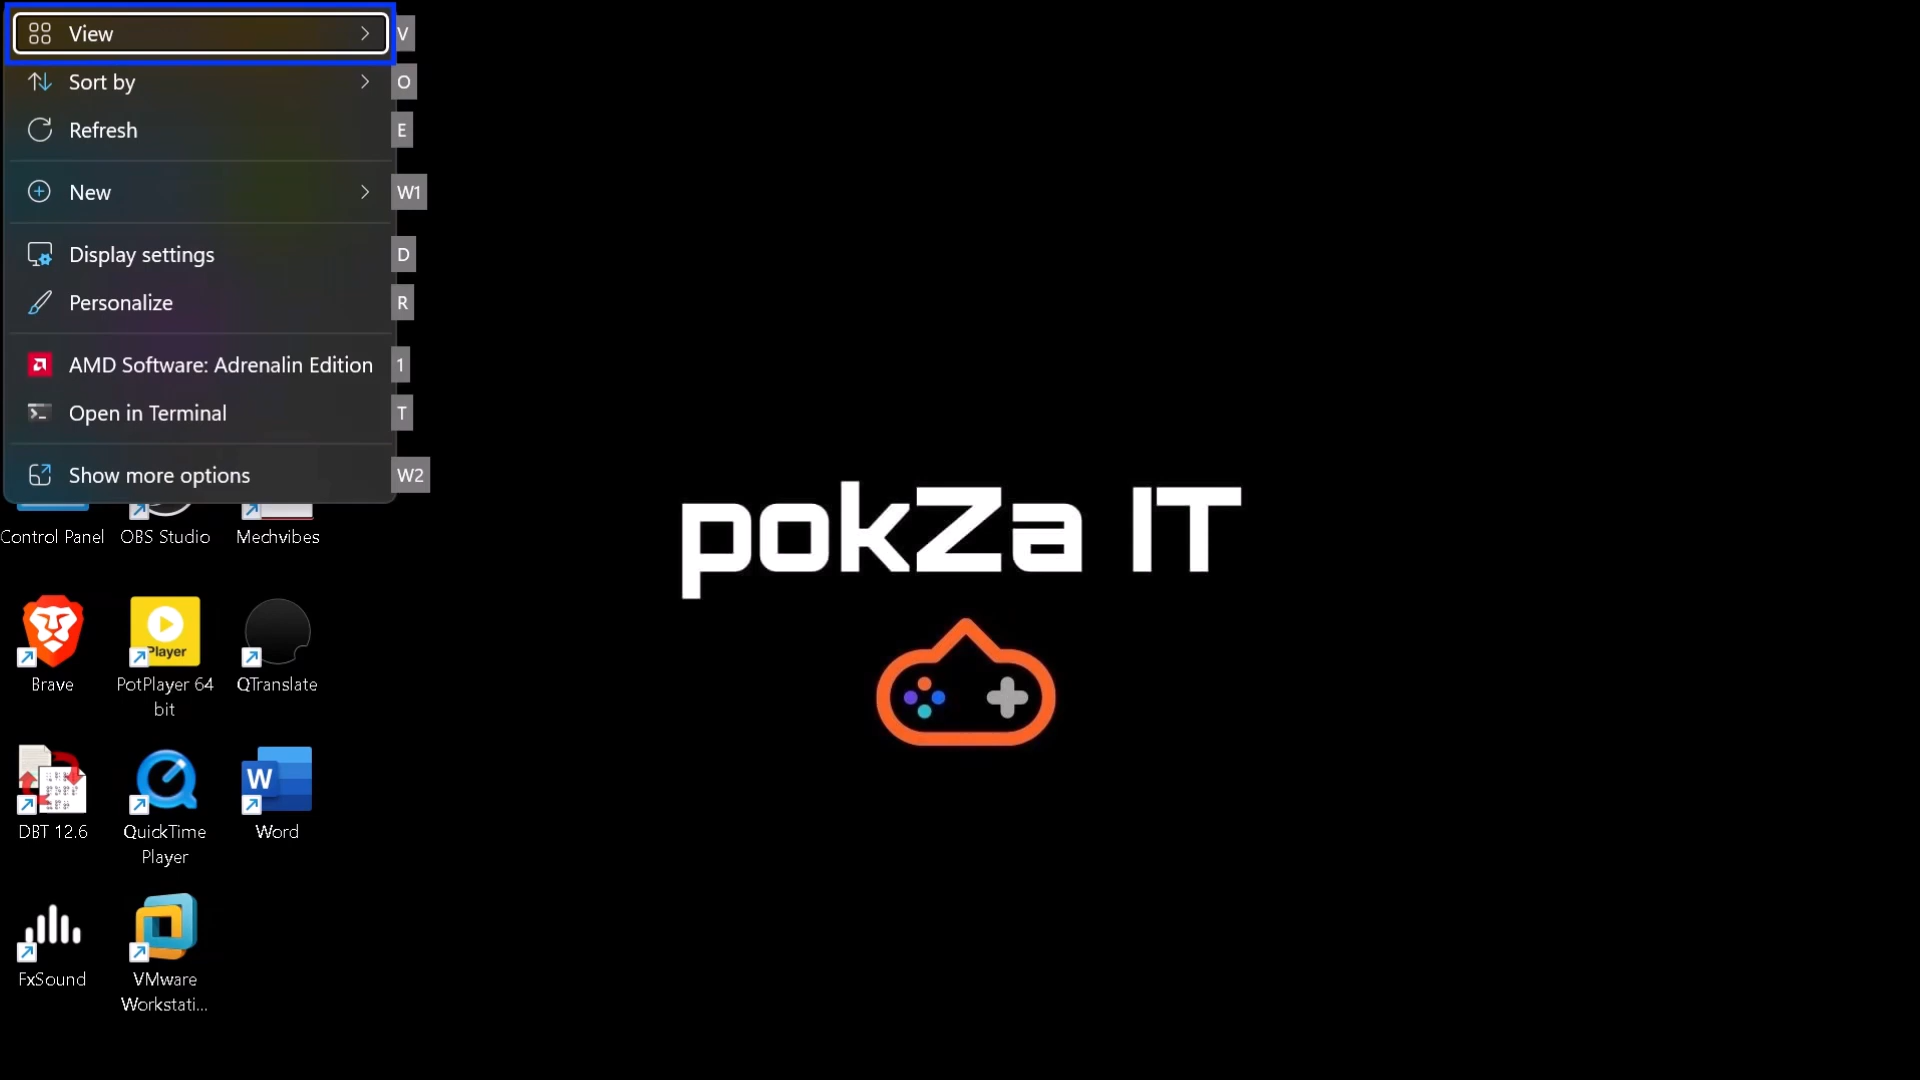 View V
Sort by O
Refresh E
New W1
Display settings D
Personalize R
AMD Software: Adrenalin Edition 1
Open in Terminal T
Show more options W2
Control Panel
OBS Studio
Mechvibes
pokZa IT
Player
Brave
PotPlayer 64
bit
QTranslate
W
DBT 12.6
QuickTime
Player
Word
FxSound
VMware
Workstati...